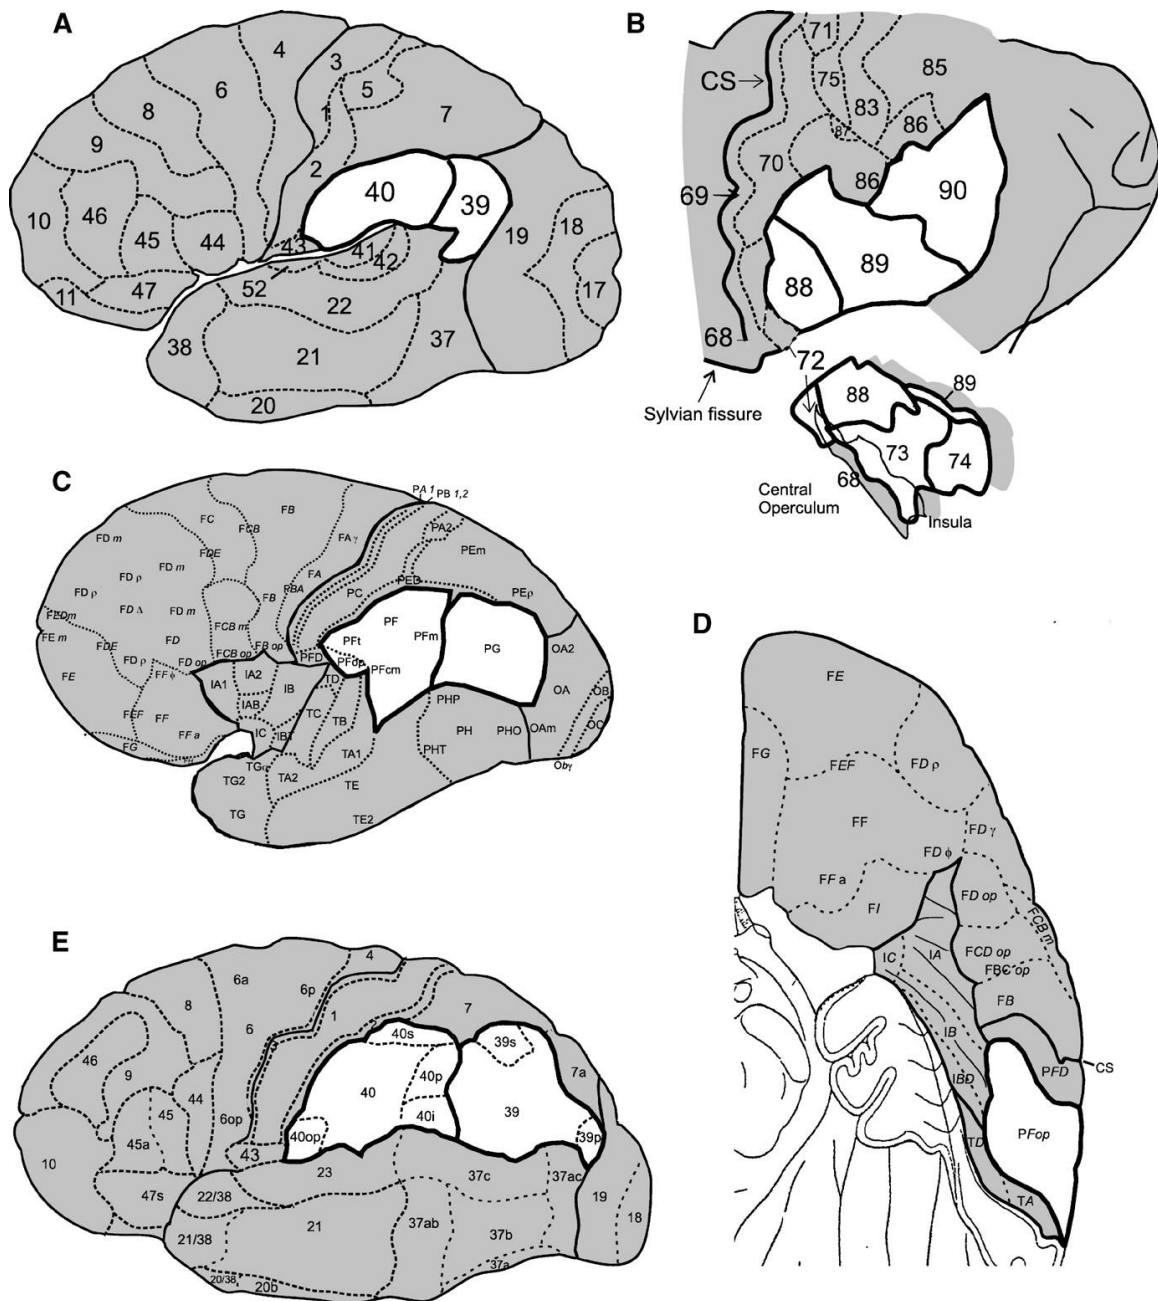 A
4
3
6
5
8
1
7
9
2
40
46
39
10
45
44
18
19
43
41
42
11
47
52
17
22
38
21
37
20
B
71
CS
75
85
83
87
86
70
69
86
90
89
88
68
72
Sylvian fissure
88
89
73
74
68
Central
Operculum
Insula
C
PA 1
PB 1,2
FB
FC
FCB
FD m
FA γ
PA2
PEm
FDE
FD m
FD ρ
FA
PED
FD ρ
PBA
PC
PEρ
FD Δ
FD m
FB
FEDm
FCB m
PF
FE m
FDE
FD
PFt
PFm
PG
FD ρ
FD op
FCB op
FB op
PFD
PFop
PFcm
OA2
FF ϕ
IA1
IA2
IB
TD
FE
OA
OB
IAB
TC
TB
PHP
FEF
FF
IC
IBT
PH
PHO
OAm
OC
FF a
TA1
PHT
FG
TG2
TA2
TE
Obγ
TG
TE2
D
FE
FG
FEF
FD ρ
FF
FD γ
FD ϕ
FF a
FD op
FI
FCB m
IC
IA
FCD op
FBC op
FB
IB
PFD
CS
IBD
PFop
TD
TA
E
4
6a
6p
8
6
1
2
7
40s
39s
46
3
9
40p
7a
44
40
45
39
6op
40i
45a
40op
39p
10
43
23
37c
37ac
47s
22/38
19
21
37ab
18
21/38
37b
37a
20/38
20b